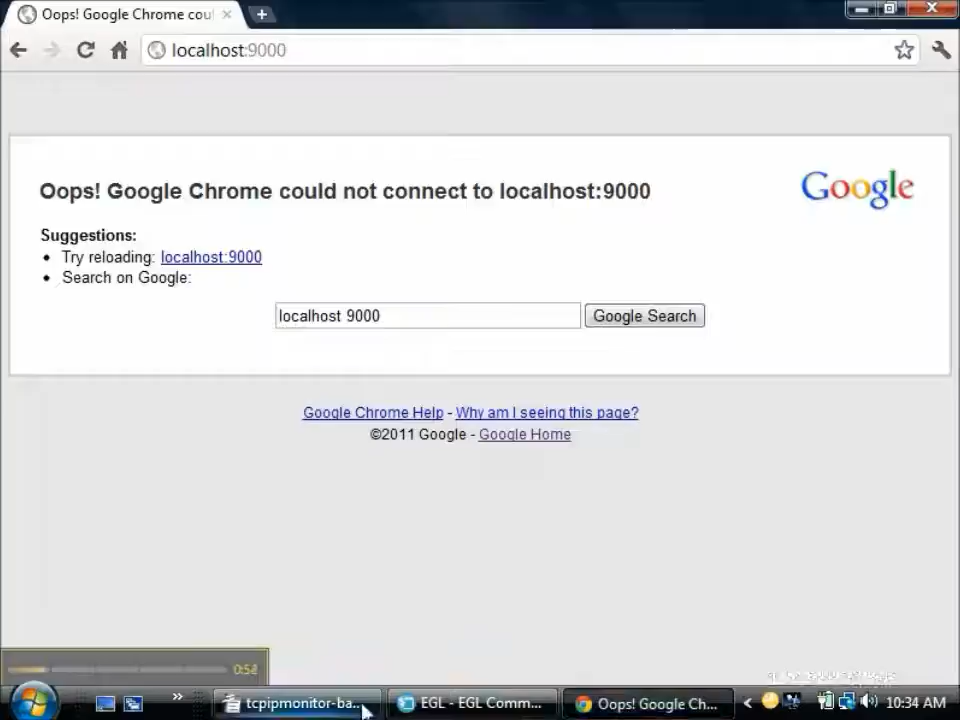 Oops! Google Chrome coul
localhost:9000
Oops! Google Chrome could not connect to localhost:9000
Google
Suggestions:
Try reloading: localhost:9000
Search on Google:
localhost 9000
Google Search
Google Chrome Help - Why am I seeing this page?
©2011 Google - Google Home
0:52
tcpipmonitor-ba...
EGL - EGL Comm...
Oops! Google Ch...
10:34 AM